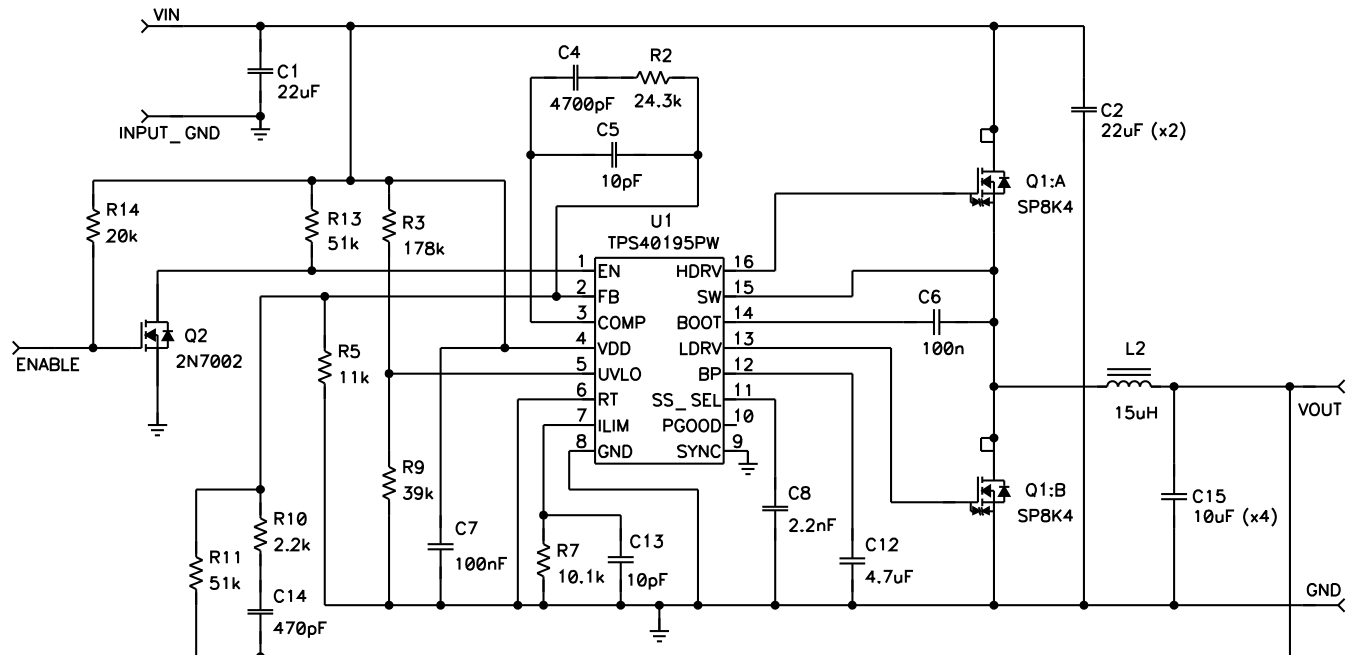 VIN
C1
22uF
INPUT_GND
C4
4700pF
R2
24.3k
C5
10pF
C2
22uF (x2)
Q1:A
SP8K4
R14
20k
R13
51k
R3
178k
U1
TPS40195PW
1 EN
2 FB
3 COMP
4 VDD
5 UVLO
6 RT
7 ILIM
8 GND
HDRV 16
SW 15
BOOT 14
LDRV 13
BP 12
SS_SEL 11
PGOOD 10
SYNC 9
C6
100n
Q2
2N7002
ENABLE
R5
11k
L2
15uH
VOUT
R9
39k
C7
100nF
R7
10.1k
C13
10pF
C8
2.2nF
C12
4.7uF
Q1:B
SP8K4
C15
10uF (x4)
R10
2.2k
R11
51k
C14
470pF
GND